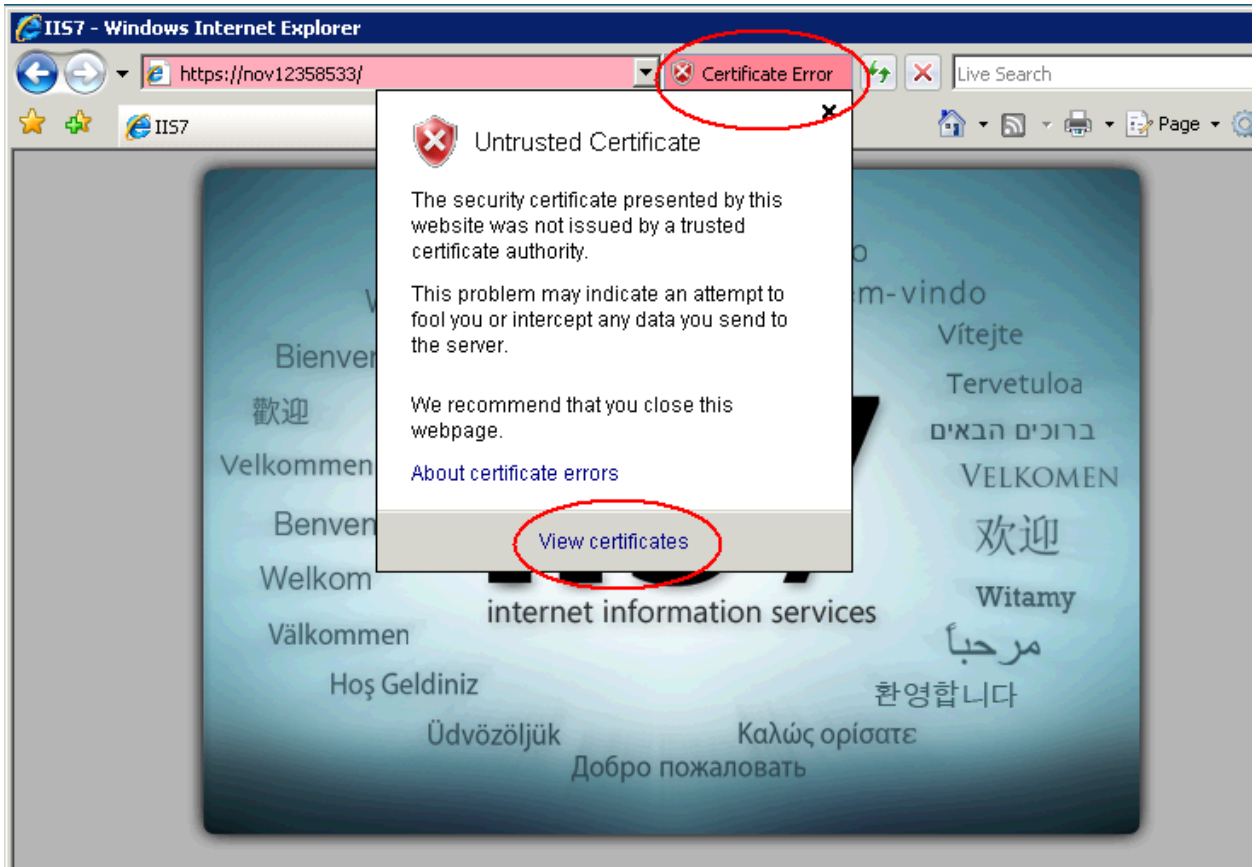 IIS7 - Windows Internet Explorer
https://nov12358533/
Certificate Error
Live Search
IIS7
Page
Untrusted Certificate
The security certificate presented by this
website was not issued by a trusted
certificate authority.
This problem may indicate an attempt to
fool you or intercept any data you send to
the server.
We recommend that you close this
webpage.
About certificate errors
View certificates
Bienver
歡迎
Velkommen
Benven
Welkom
Välkommen
Hoş Geldiniz
Üdvözöljük
Добро пожаловать
internet information services
m-vindo
Vítejte
Tervetuloa
ברוכים הבאים
VELKOMEN
欢迎
Witamy
مرحباً
환영합니다
Καλώς ορίσατε